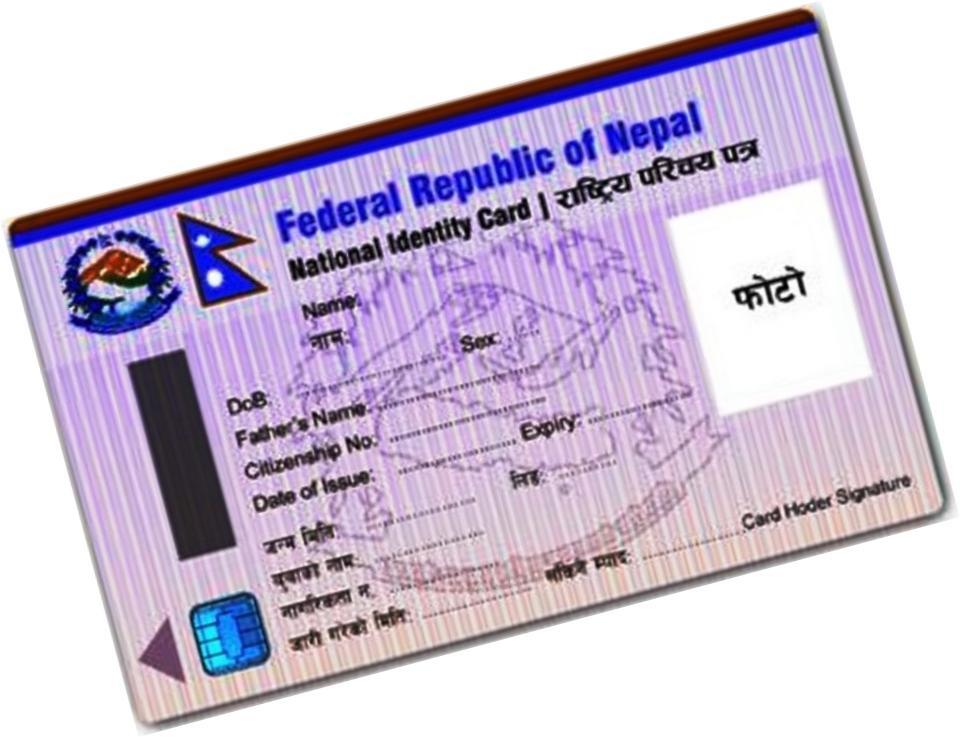 Federal Republic of Nepal
National Identity Card | राष्ट्रिय परिचय पत्र
फोटो
Name:
नाम:
Sex:
DoB:
Father's Name:
Citizenship No:
Date of Issue:
Expiry:
लिङ:
जन्म मिति:
वुवाको नाम:
नागरिकता न.
जारी गरेको मिति:
सकिने म्याद:
Card Hoder Signature